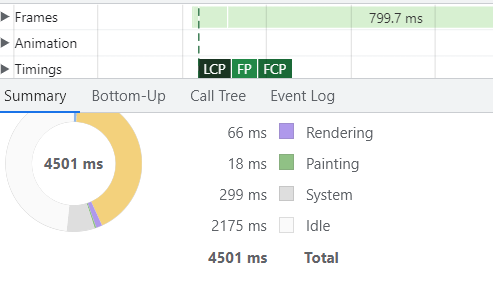 Frames
799.7 ms
Animation
Timings
LCP FP FCP
Summary Bottom-Up Call Tree Event Log
4501 ms
66 ms Rendering
18 ms Painting
299 ms System
2175 ms Idle
4501 ms Total